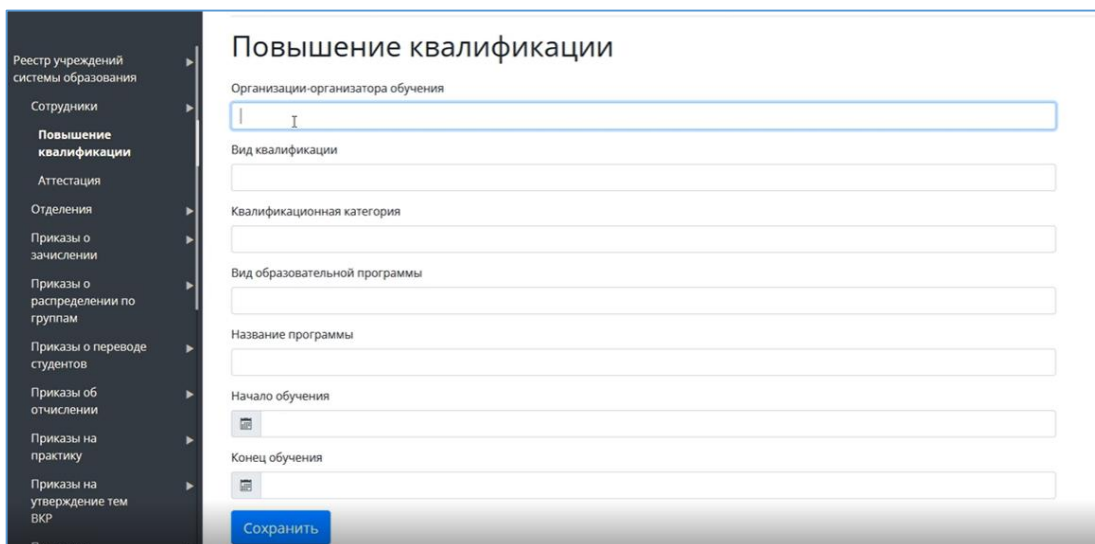 Реестр учреждений
системы образования
Сотрудники
Повышение
квалификации
Аттестация
Отделения
Приказы о
зачислении
Приказы о
распределении по
группам
Приказы о переводе
студентов
Приказы об
отчислении
Приказы на
практику
Приказы на
утверждение тем
ВКР
Повышение квалификации
Организации-организатора обучения
Вид квалификации
Квалификационная категория
Вид образовательной программы
Название программы
Начало обучения
Конец обучения
Сохранить